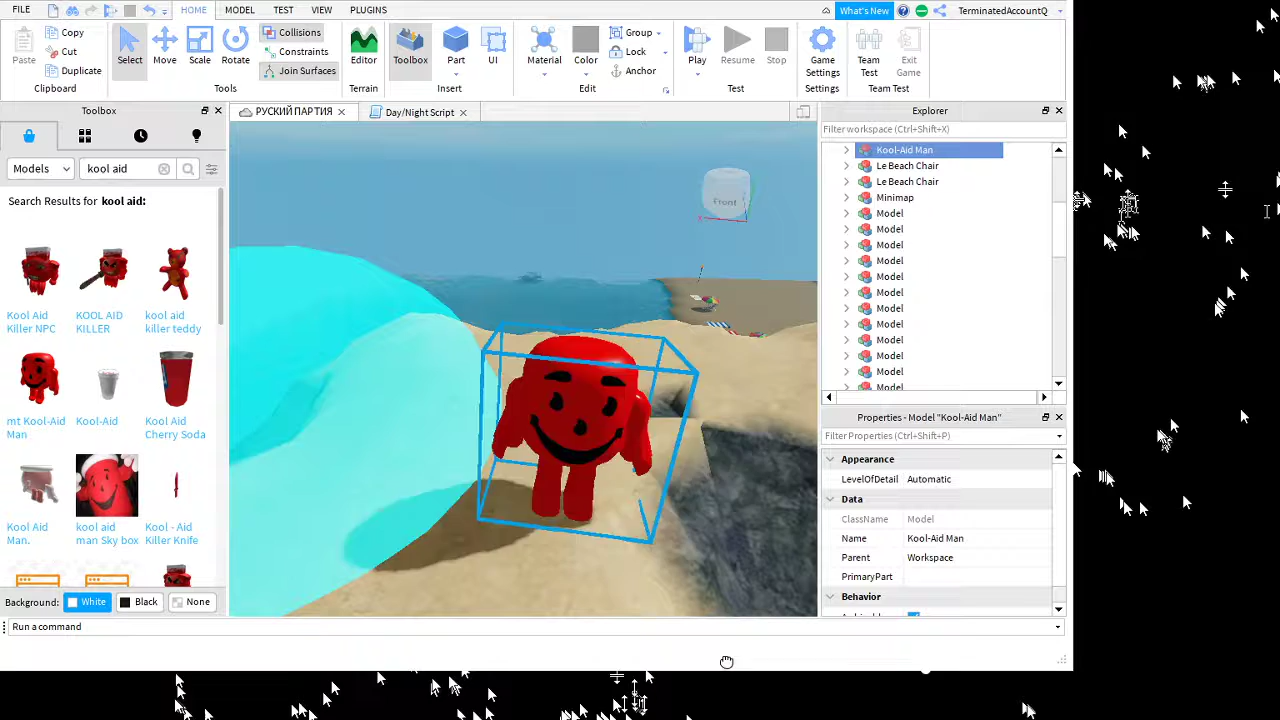 FILE HOME MODEL TEST VIEW PLUGINS What's New TerminatedAccountQ
Paste Copy Cut Duplicate Clipboard
Select Move Scale Rotate Collisions Constraints Join Surfaces Tools
Editor Terrain
Toolbox Part UI Insert
Material Color Group Lock Anchor Edit
Play Resume Stop Test
Game Settings Settings
Team Test Exit Game Team Test
Toolbox
РУСКИЙ ПАРТИЯ Day/Night Script
Explorer
Models kool aid
Filter workspace (Ctrl+Shift+X)
Search Results for kool aid:
Kool Aid Killer NPC
KOOL AID KILLER
kool aid killer teddy
mt Kool-Aid Man
Kool-Aid
Kool Aid Cherry Soda
Kool Aid Man.
kool aid man Sky box
Kool - Aid Killer Knife
Background: White Black None
Run a command
Front
X
Kool-Aid Man
Le Beach Chair
Le Beach Chair
Minimap
Model
Model
Model
Model
Model
Model
Model
Model
Model
Model
Model
Model
Properties - Model "Kool-Aid Man"
Filter Properties (Ctrl+Shift+P)
Appearance
LevelOfDetail Automatic
Data
ClassName Model
Name Kool-Aid Man
Parent Workspace
PrimaryPart
Behavior